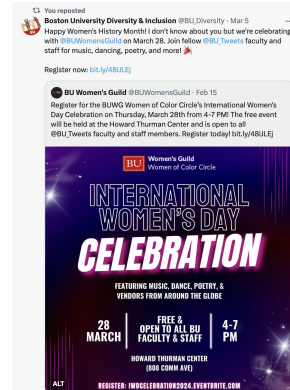 You reposted
Boston University Diversity & Inclusion @BU_Diversity · Mar 5
Happy Women's History Month! I don't know about you but we're celebrating
with @BUWomensGuild on March 28. Join fellow @BU_Tweets faculty and
staff for music, dancing, poetry, and more!
Register now: bit.ly/48iJLEj
BU Women's Guild @BUWomensGuild · Feb 15
Register for the BUWG Women of Color Circle's International Women's
Day Celebration on Thursday, March 28th from 4-7 PM! The free event
will be held at the Howard Thurman Center and is open to all
@BU_Tweets faculty and staff members. Register today! bit.ly/48iJLEj
BU
Women's Guild
Women of Color Circle
INTERNATIONAL
WOMEN'S DAY
CELEBRATION
FEATURING MUSIC, DANCE, POETRY, &
VENDORS FROM AROUND THE GLOBE
28
MARCH
FREE &
OPEN TO ALL BU
FACULTY & STAFF
4-7
PM
HOWARD THURMAN CENTER
(808 COMM AVE)
ALT
REGISTER: IWDCELEBRATION2024.EVENTBRITE.COM